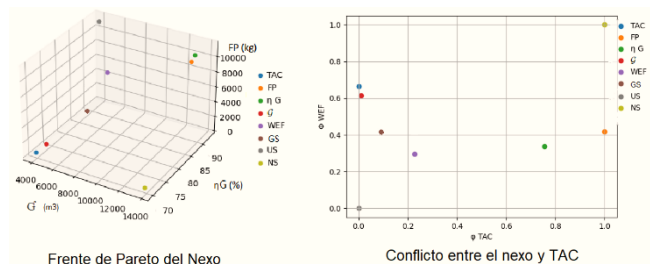 FP (kg)
10000
8000
6000
4000
2000
0
90
85
80
75
70
ηG (%)
4000
6000
8000
10000
12000
14000
G (m3)
TAC
FP
η G
G
WEF
GS
US
NS
Frente de Pareto del Nexo
1.0
0.8
0.6
0.4
0.2
0.0
Φ WEF
0.0 0.2 0.4 0.6 0.8 1.0
φ TAC
TAC
FP
η G
G
WEF
GS
US
NS
Conflicto entre el nexo y TAC